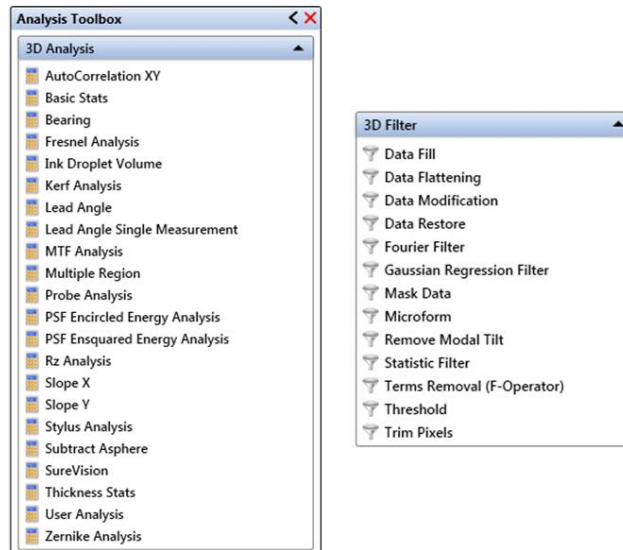 Analysis Toolbox
3D Analysis
AutoCorrelation XY
Basic Stats
Bearing
Fresnel Analysis
Ink Droplet Volume
Kerf Analysis
Lead Angle
Lead Angle Single Measurement
MTF Analysis
Multiple Region
Probe Analysis
PSF Encircled Energy Analysis
PSF Ensquared Energy Analysis
Rz Analysis
Slope X
Slope Y
Stylus Analysis
Subtract Asphere
SureVision
Thickness Stats
User Analysis
Zernike Analysis
3D Filter
Data Fill
Data Flattening
Data Modification
Data Restore
Fourier Filter
Gaussian Regression Filter
Mask Data
Microform
Remove Modal Tilt
Statistic Filter
Terms Removal (F-Operator)
Threshold
Trim Pixels